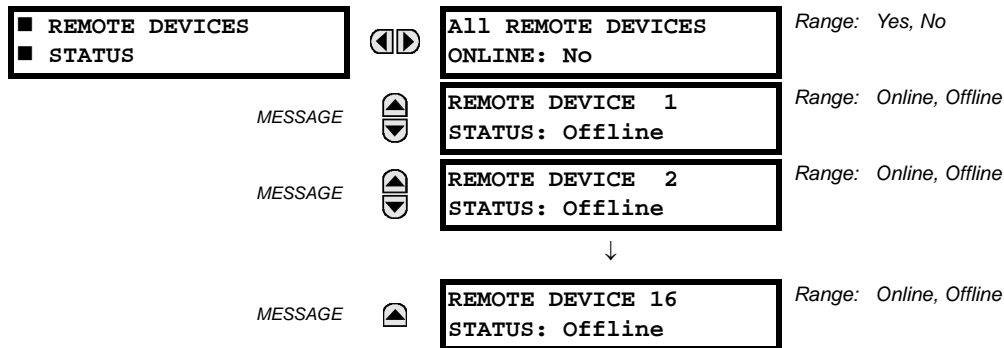 ■ REMOTE DEVICES
■ STATUS
All REMOTE DEVICES
ONLINE: No
Range: Yes, No
MESSAGE
REMOTE DEVICE 1
STATUS: Offline
Range: Online, Offline
MESSAGE
REMOTE DEVICE 2
STATUS: Offline
Range: Online, Offline
↓
MESSAGE
REMOTE DEVICE 16
STATUS: Offline
Range: Online, Offline